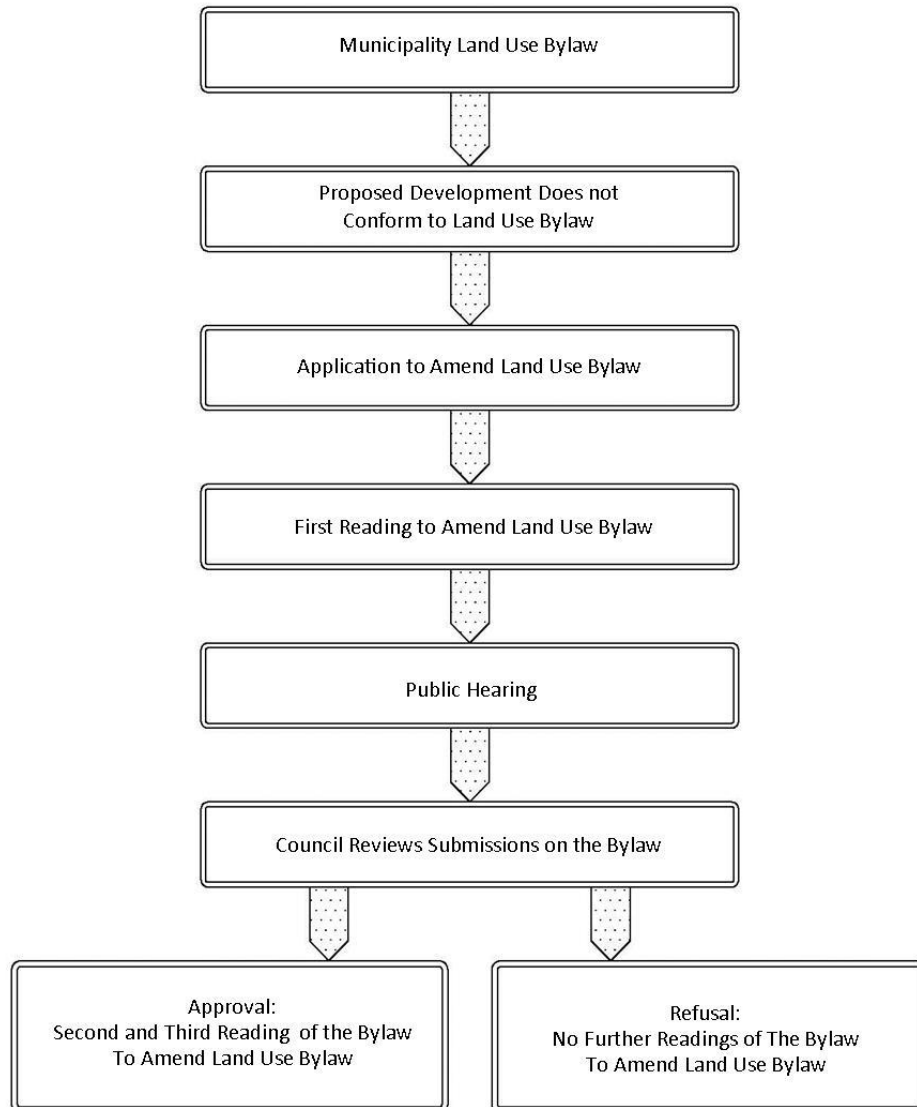 Municipality Land Use Bylaw
Proposed Development Does not
Conform to Land Use Bylaw
Application to Amend Land Use Bylaw
First Reading to Amend Land Use Bylaw
Public Hearing
Council Reviews Submissions on the Bylaw
Approval:
Second and Third Reading of the Bylaw
To Amend Land Use Bylaw
Refusal:
No Further Readings of The Bylaw
To Amend Land Use Bylaw